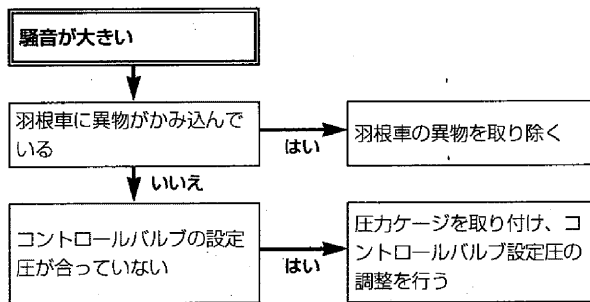 騒音が大きい
羽根車に異物がかみ込んで
いる
はい
羽根車の異物を取り除く
いいえ
コントロールバルブの設定
圧が合っていない
はい
圧力ケージを取り付け、コ
ントロールバルブ設定圧の
調整を行う